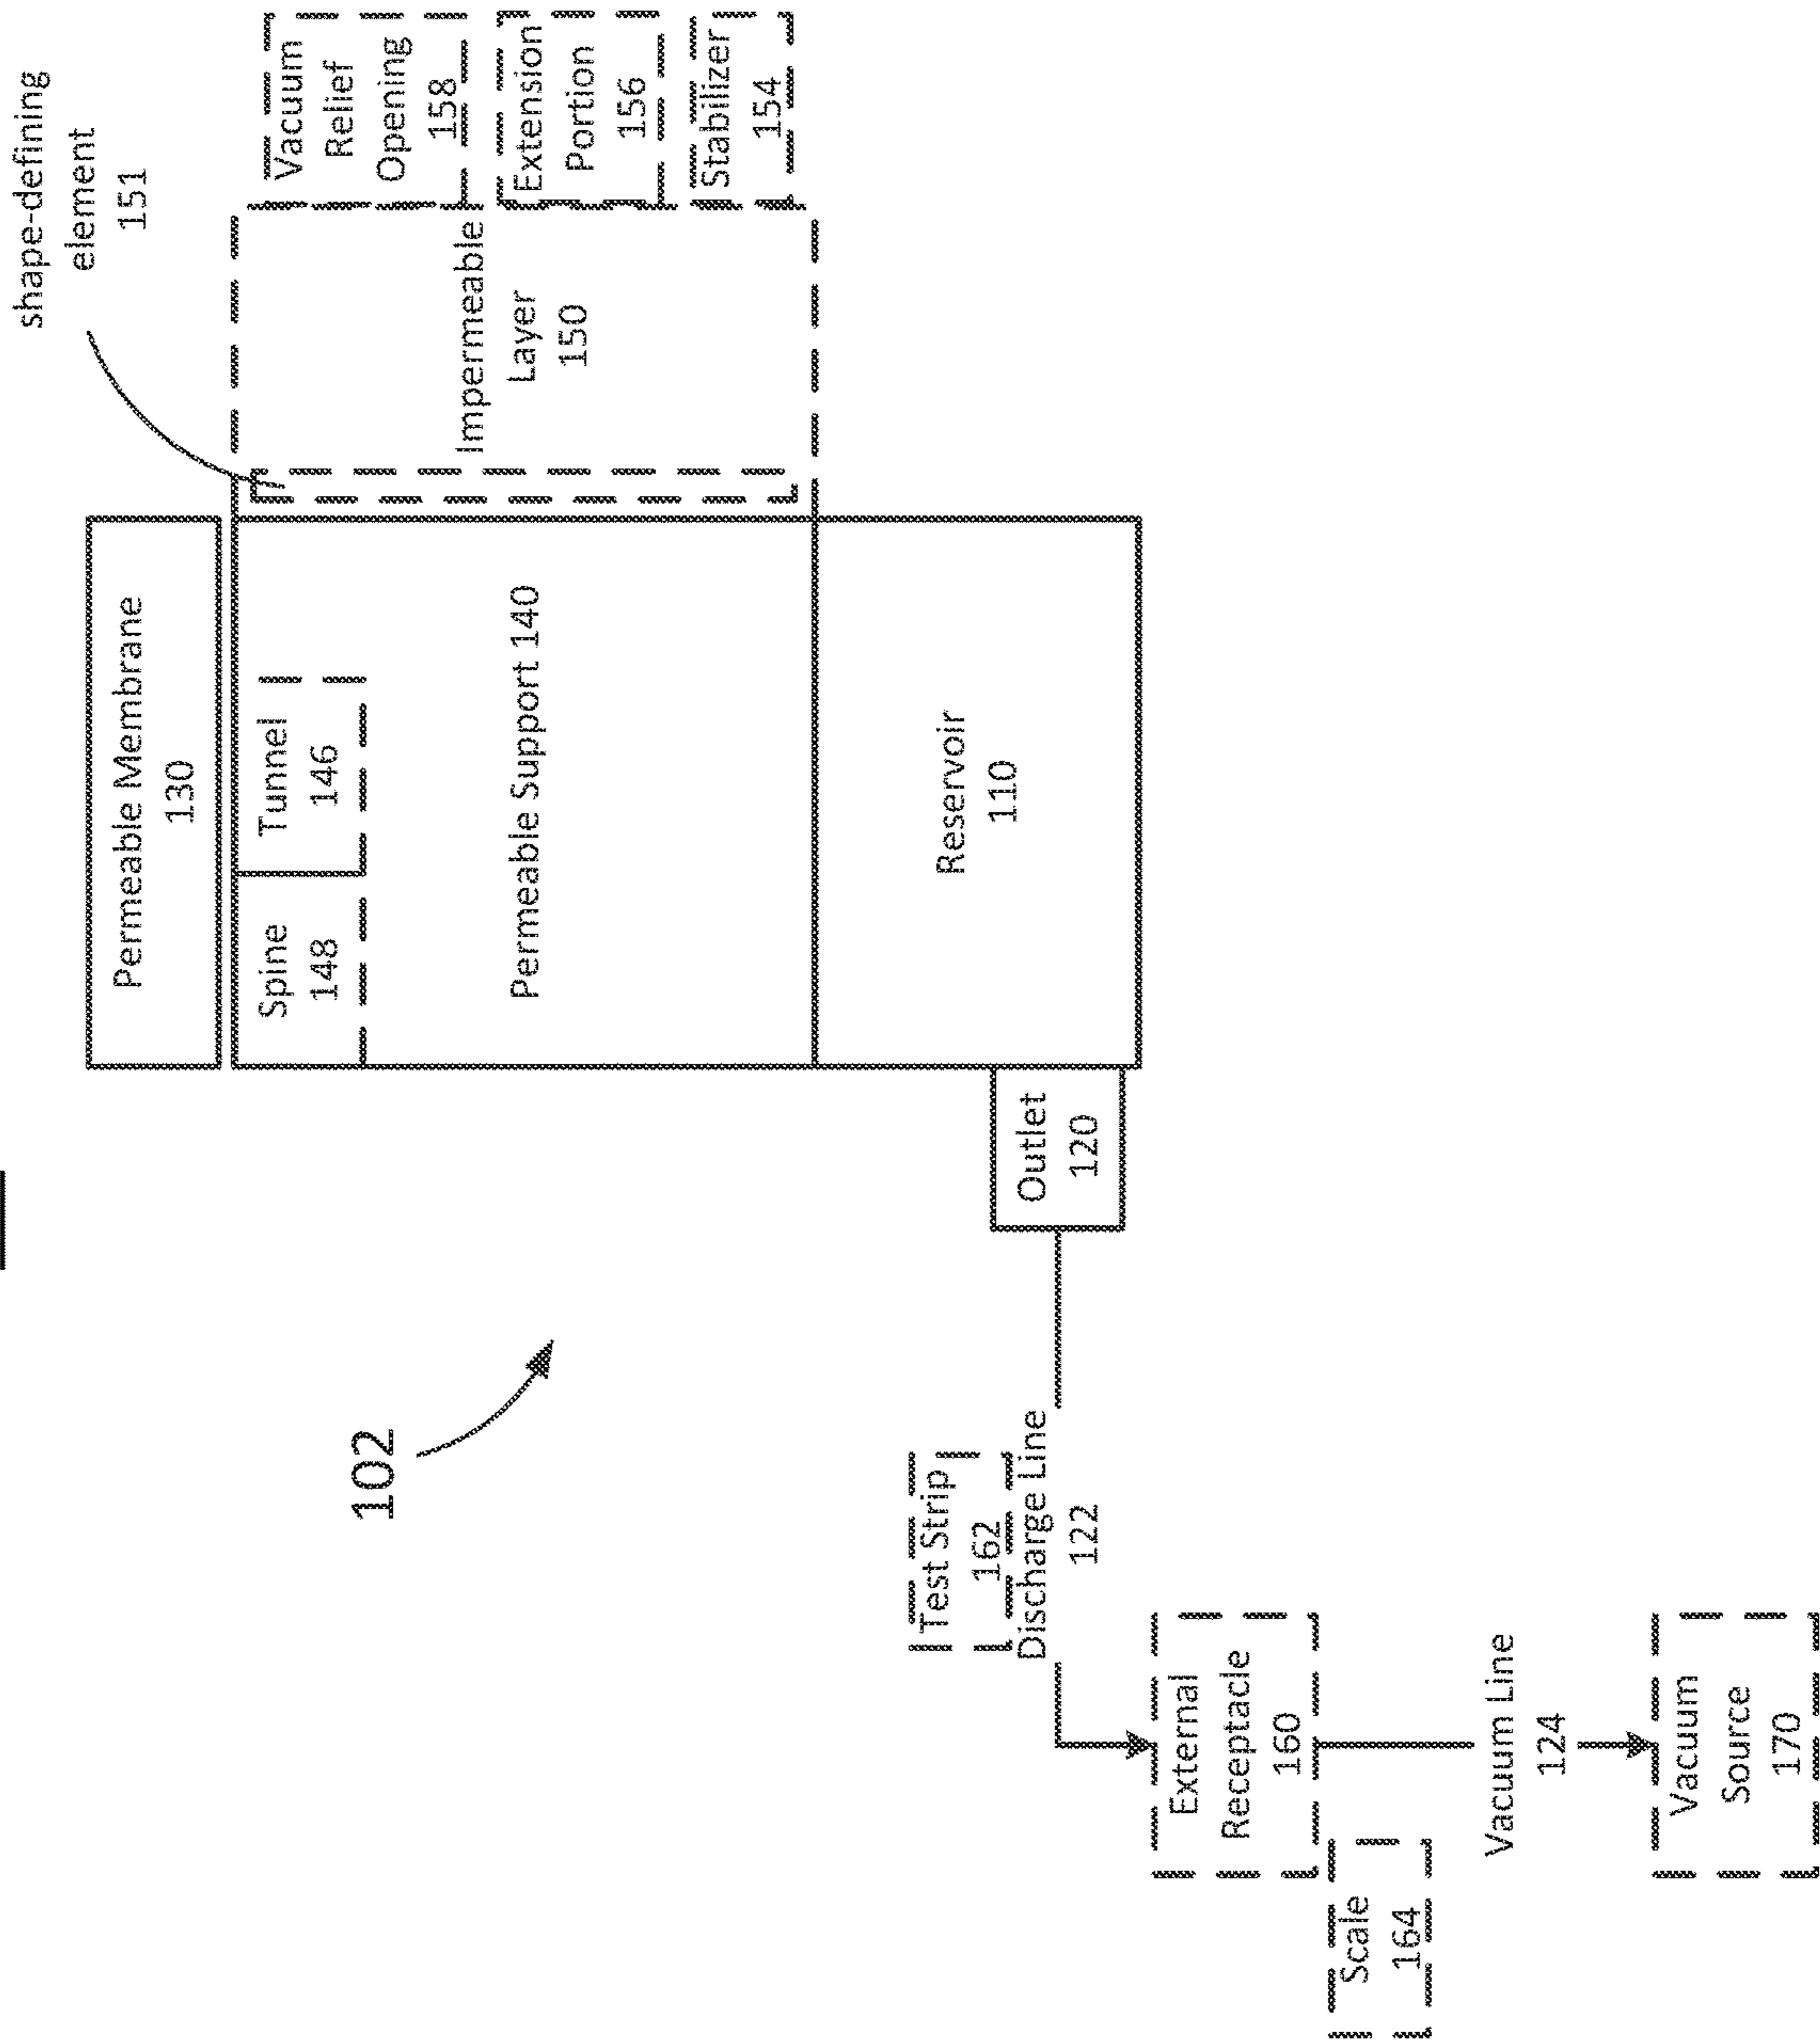 102
Permeable Membrane
130
Spine
148
Tunnel
146
Permeable Support 140
shape-defining
element
151
Impermeable
Layer
150
Vacuum
Relief
Opening
158
Extension
Portion
156
Stabilizer
154
Reservoir
110
Outlet
120
Test Strip
162
Discharge Line
122
External
Receptacle
160
Scale
164
Vacuum Line
124
Vacuum
Source
170